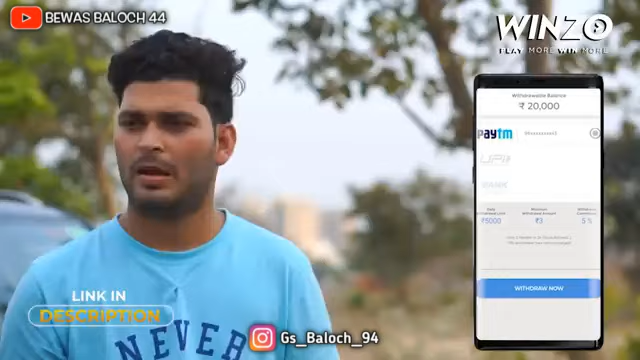 BEWAS BALOCH 44
WINZO
PLAY MORE WIN MORE
Withdrawable Balance
₹ 20,000
paytm
UPI
BANK
₹5000
₹3
5 %
WITHDRAW NOW
LINK IN
DESCRIPTION
NEVER
Gs_Baloch_94